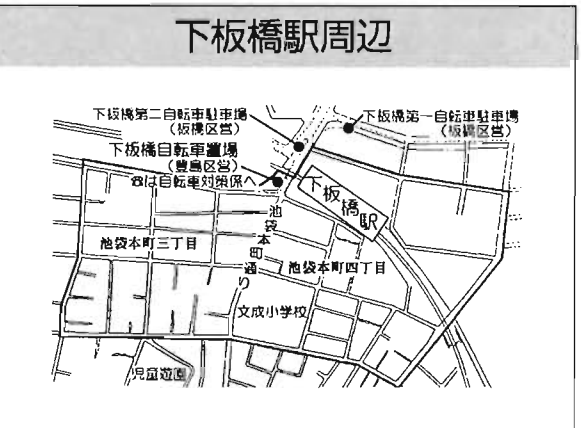 下板橋駅周辺
下板橋第二自転車駐車場
（板橋区営）
下板橋第一自転車駐車場
（板橋区営）
下板橋自転車置場
（豊島区営）
☎は自転車対策係へ
下板橋駅
池袋本町通り
池袋本町三丁目
池袋本町四丁目
文成小学校
児童遊園